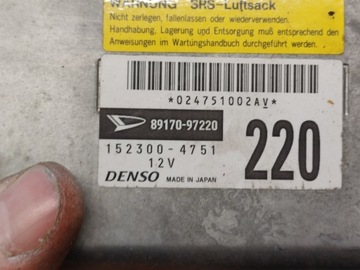 WARNUNG SRS-Luftsack
Nicht zerlegen, fallenlassen oder wiederverwenden.
Handhabung, Lagerung und Entsorgung muß entsprechend den
Anweisungen im Wartungshandbuch durchgeführt werden.
*024751002AV*
89170-97220
152300-4751
12V
220
DENSO MADE IN JAPAN